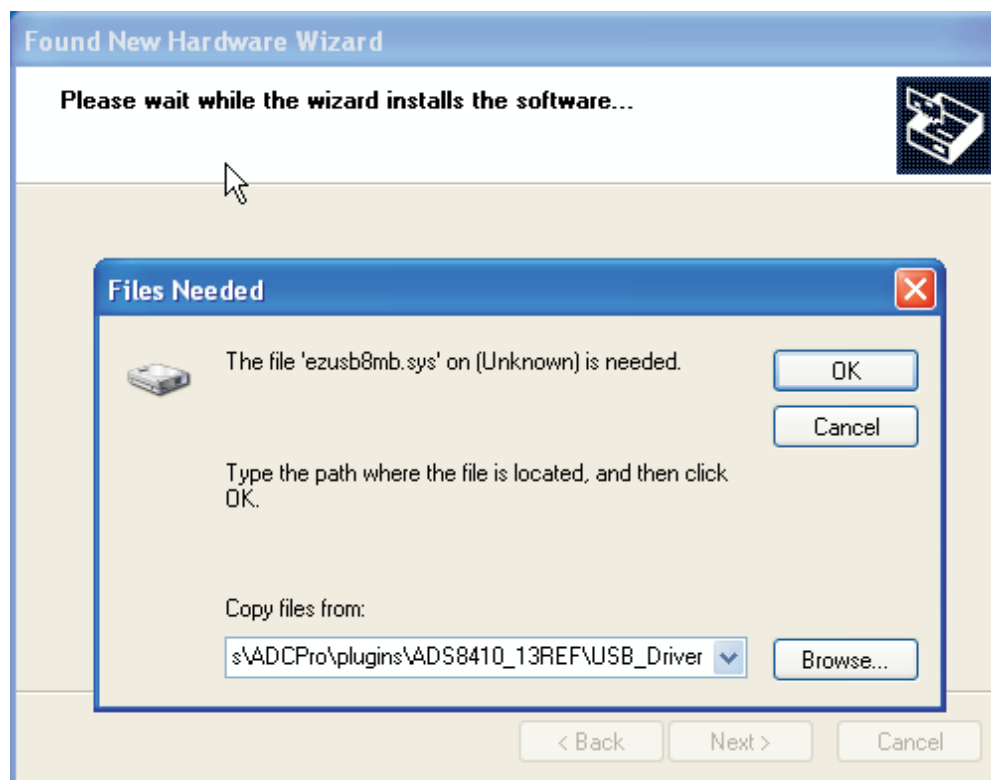 Found New Hardware Wizard
Please wait while the wizard installs the software...
Files Needed
The file 'ezusb8mb.sys' on (Unknown) is needed.
OK
Cancel
Type the path where the file is located, and then click
OK.
Copy files from:
s\ADCPro\plugins\ADS8410_13REF\USB_Driver
Browse...
< Back
Next >
Cancel